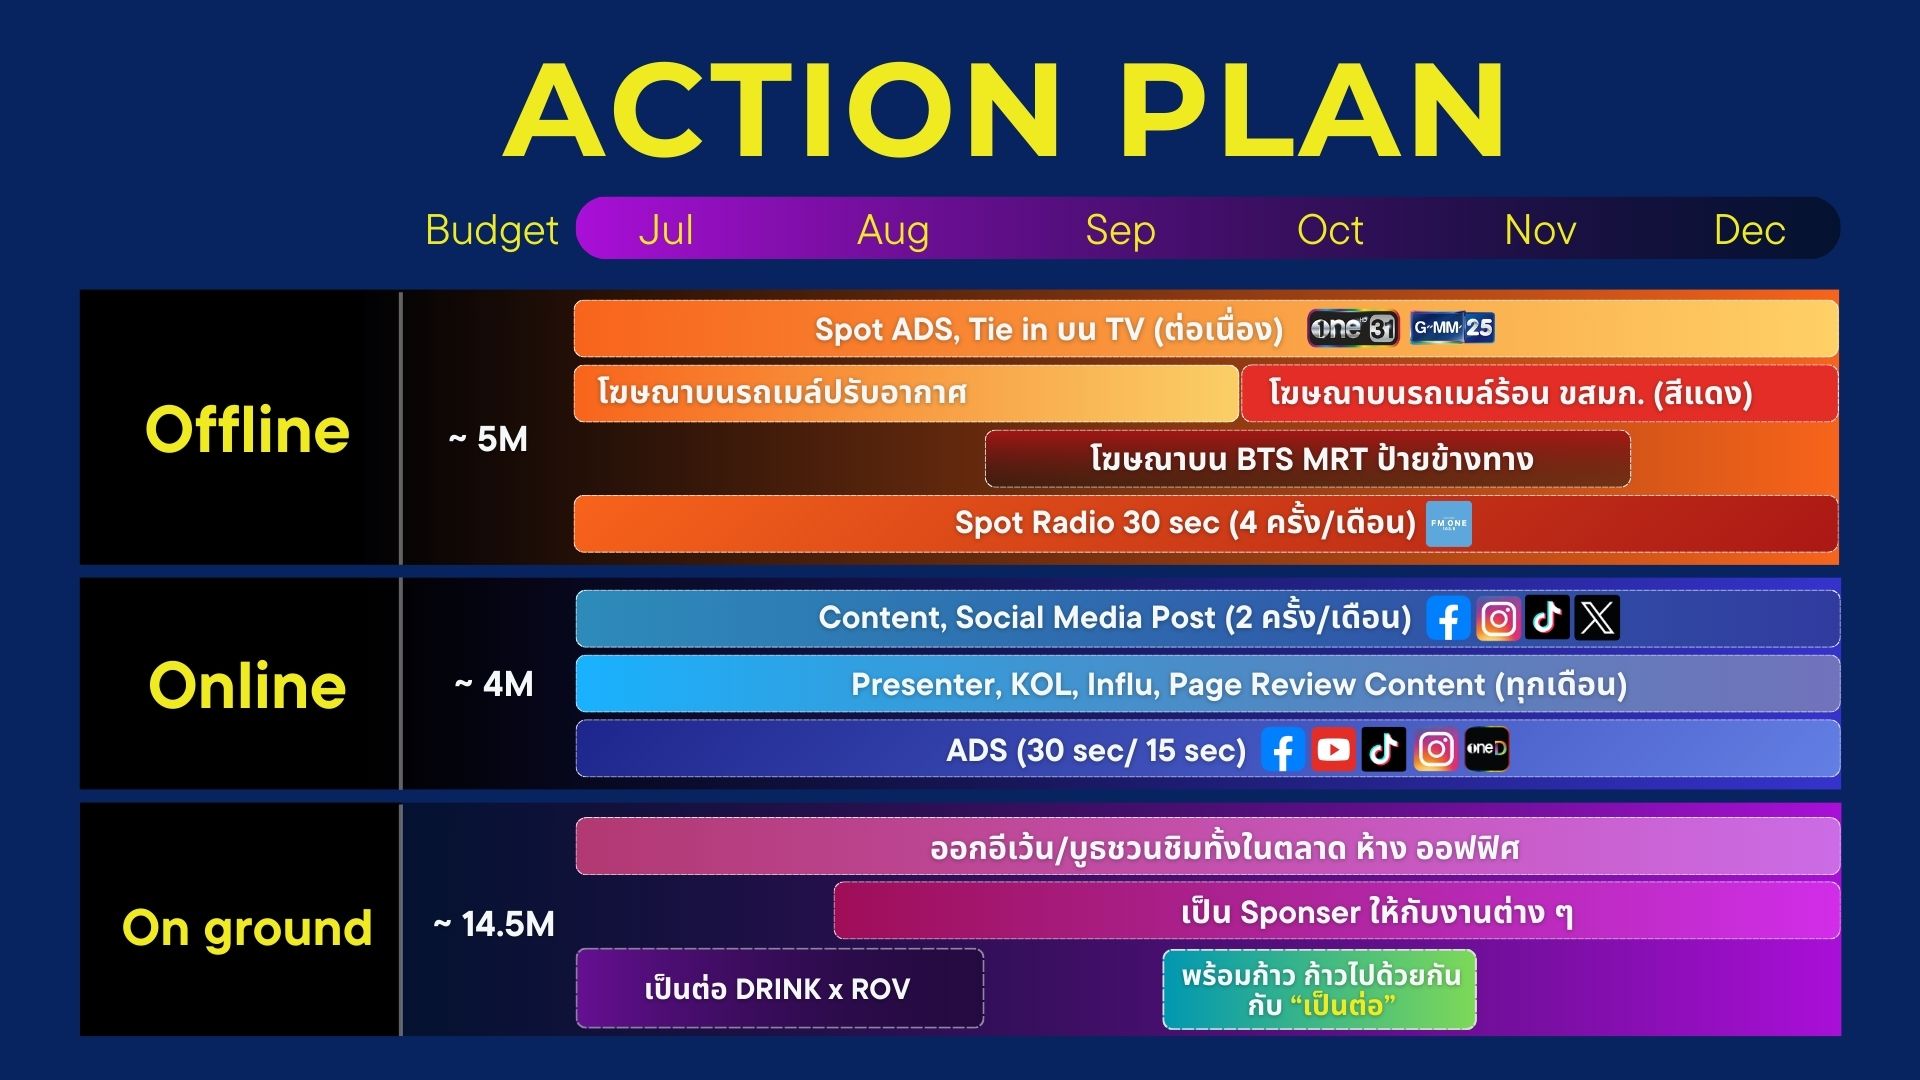 ACTION PLAN
Budget Jul Aug Sep Oct Nov Dec
Offline
~ 5M
Spot ADS, Tie in บน TV (ต่อเนื่อง) one HD 31 GMM 25
โฆษณาบนรถเมล์ปรับอากาศ
โฆษณาบนรถเมล์ร้อน ขสมก. (สีแดง)
โฆษณาบน BTS MRT ป้ายข้างทาง
Spot Radio 30 sec (4 ครั้ง/เดือน) FM ONE
Online
~ 4M
Content, Social Media Post (2 ครั้ง/เดือน)
Presenter, KOL, Influ, Page Review Content (ทุกเดือน)
ADS (30 sec/ 15 sec) oneD
On ground
~ 14.5M
ออกอีเว้น/บูธชวนชิมทั้งในตลาด ห้าง ออฟฟิศ
เป็น Sponser ให้กับงานต่าง ๆ
เป็นต่อ DRINK x ROV
พร้อมก้าว ก้าวไปด้วยกัน
กับ “เป็นต่อ”